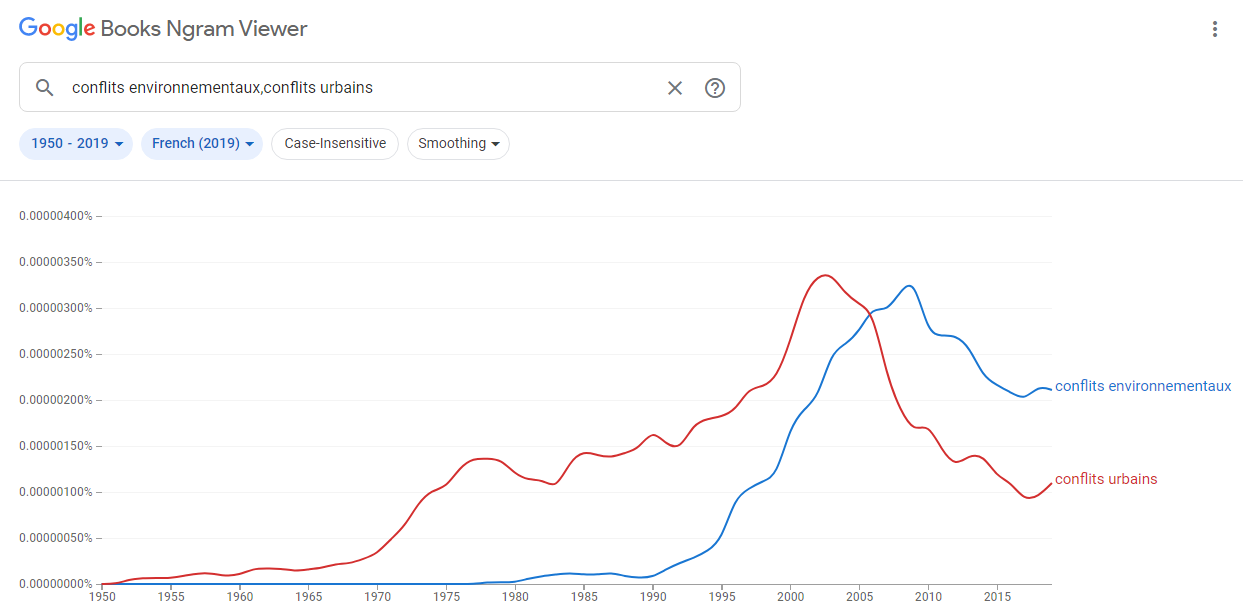 Google Books Ngram Viewer
conflits environnementaux,conflits urbains
1950 - 2019 French (2019) Case-Insensitive Smoothing
0.00000400%
0.00000350%
0.00000300%
0.00000250%
0.00000200%
conflits environnementaux
0.00000150%
0.00000100%
conflits urbains
0.00000050%
0.00000000%
1950 1955 1960 1965 1970 1975 1980 1985 1990 1995 2000 2005 2010 2015